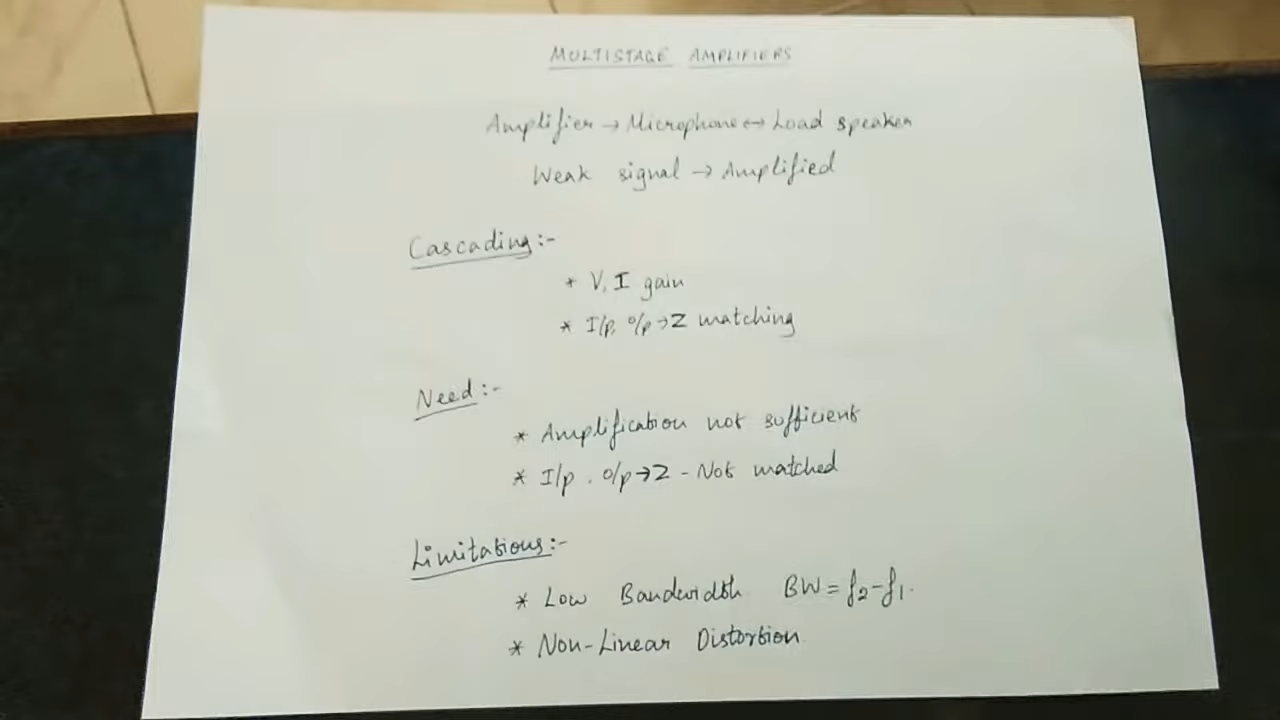 MULTISTAGE AMPLIFIERS
Amplifier → Microphone ↔ Load speaker
Weak signal → Amplified
Cascading:-
* V, I gain
* I/p, o/p → Z matching
Need:-
* Amplification not sufficient
* I/p, o/p → Z - Not matched
Limitations:-
* Low Bandwidth BW = f2-f1.
* Non-Linear Distortion